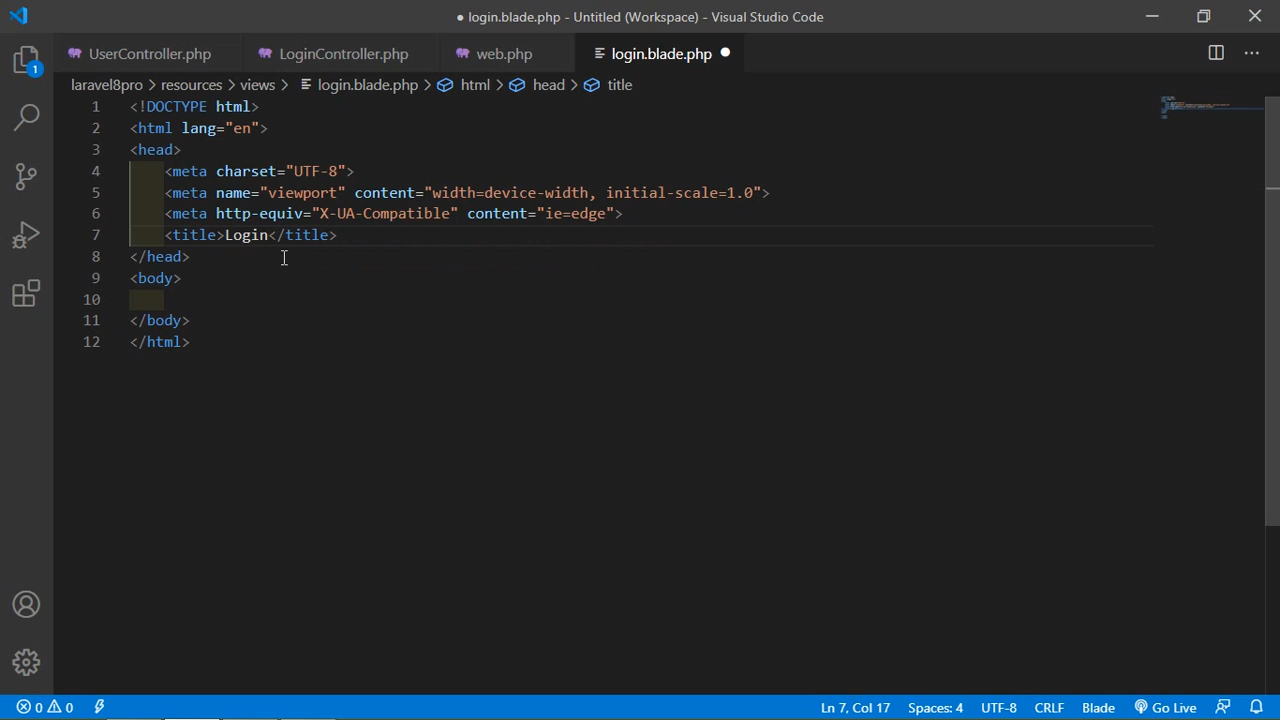 ● login.blade.php - Untitled (Workspace) - Visual Studio Code
UserController.php LoginController.php web.php login.blade.php ●
1
laravel8pro > resources > views > login.blade.php > html > head > title
1 <!DOCTYPE html>
2 <html lang="en">
3 <head>
4 <meta charset="UTF-8">
5 <meta name="viewport" content="width=device-width, initial-scale=1.0">
6 <meta http-equiv="X-UA-Compatible" content="ie=edge">
7 <title>Login</title>
8 </head>
9 <body>
10
11 </body>
12 </html>
0 0 Ln 7, Col 17 Spaces: 4 UTF-8 CRLF Blade Go Live